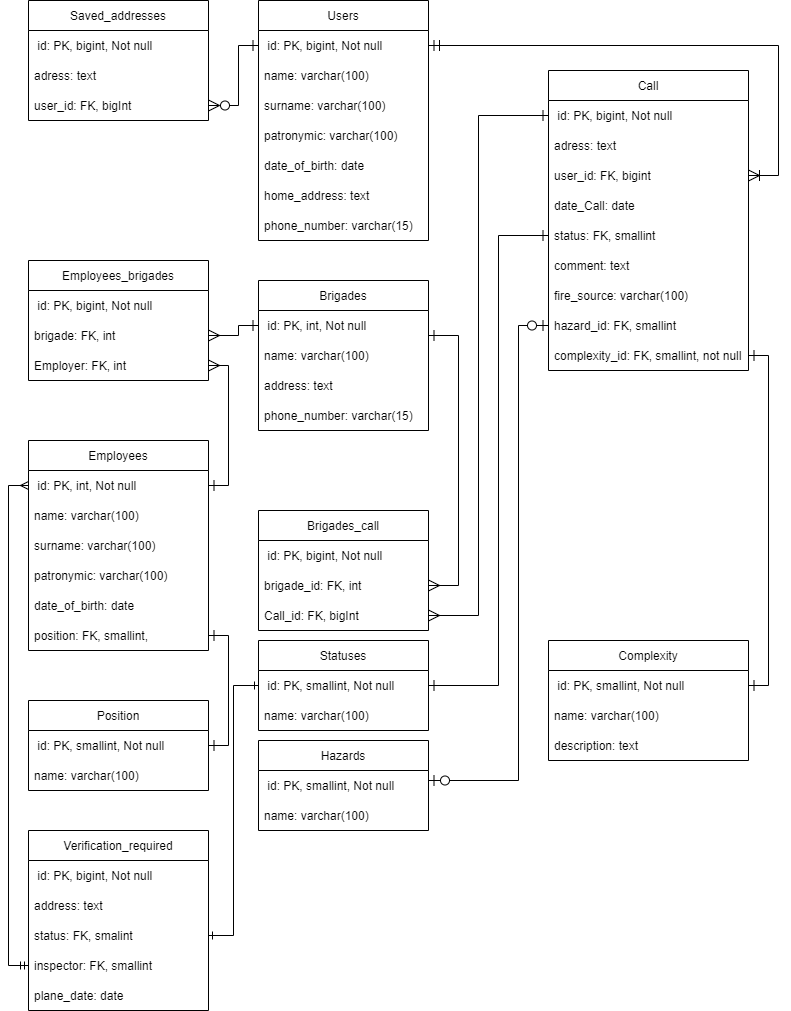 Saved_addresses
id: PK, bigint, Not null
adress: text
user_id: FK, bigInt
Users
id: PK, bigint, Not null
name: varchar(100)
surname: varchar(100)
patronymic: varchar(100)
date_of_birth: date
home_address: text
phone_number: varchar(15)
Call
id: PK, bigint, Not null
adress: text
user_id: FK, bigint
date_Call: date
status: FK, smallint
comment: text
fire_source: varchar(100)
hazard_id: FK, smallint
complexity_id: FK, smallint, not null
Employees_brigades
id: PK, bigint, Not null
brigade: FK, int
Employer: FK, int
Brigades
id: PK, int, Not null
name: varchar(100)
address: text
phone_number: varchar(15)
Employees
id: PK, int, Not null
name: varchar(100)
surname: varchar(100)
patronymic: varchar(100)
date_of_birth: date
position: FK, smallint,
Brigades_call
id: PK, bigint, Not null
brigade_id: FK, int
Call_id: FK, bigInt
Statuses
id: PK, smallint, Not null
name: varchar(100)
Complexity
id: PK, smallint, Not null
name: varchar(100)
description: text
Position
id: PK, smallint, Not null
name: varchar(100)
Hazards
id: PK, smallint, Not null
name: varchar(100)
Verification_required
id: PK, bigint, Not null
address: text
status: FK, smalint
inspector: FK, smallint
plane_date: date